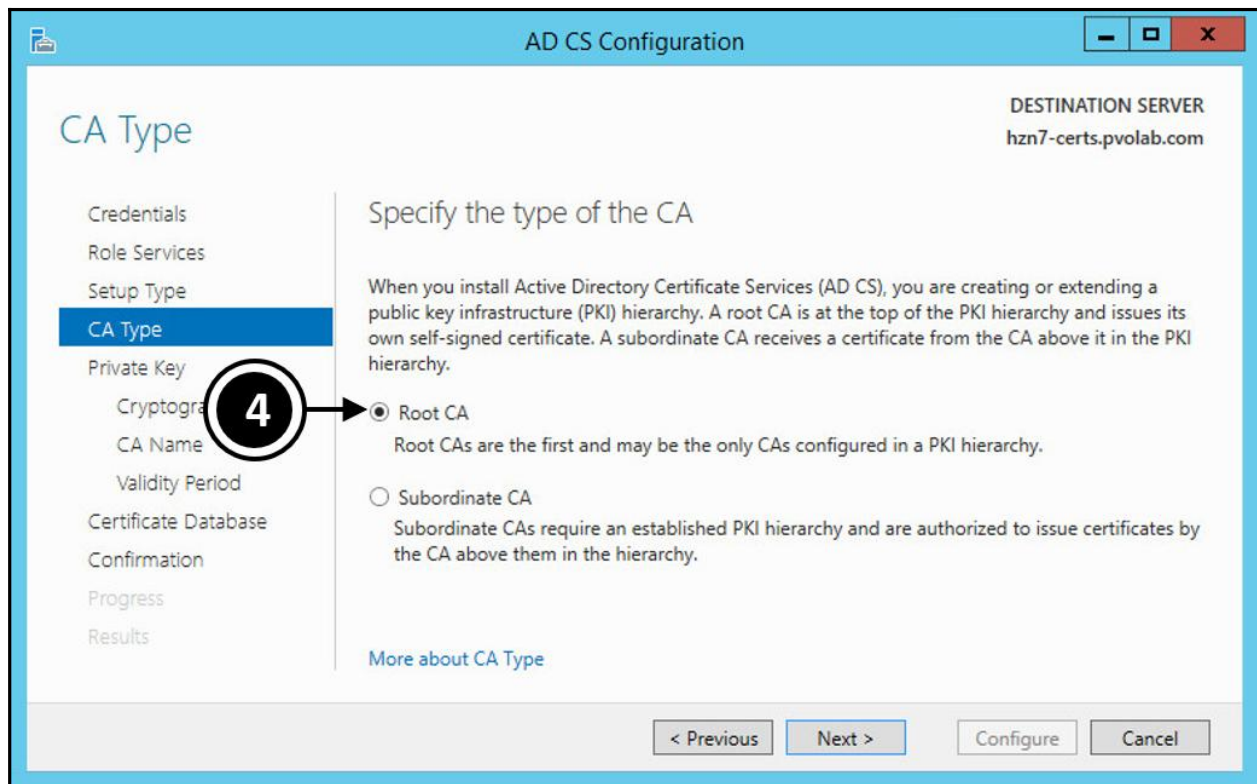 AD CS Configuration
CA Type
DESTINATION SERVER
hzn7-certs.pvolab.com
Credentials
Role Services
Setup Type
CA Type
Private Key
Cryptogra
CA Name
Validity Period
Certificate Database
Confirmation
Progress
Results
4
Specify the type of the CA
When you install Active Directory Certificate Services (AD CS), you are creating or extending a
public key infrastructure (PKI) hierarchy. A root CA is at the top of the PKI hierarchy and issues its
own self-signed certificate. A subordinate CA receives a certificate from the CA above it in the PKI
hierarchy.
Root CA
Root CAs are the first and may be the only CAs configured in a PKI hierarchy.
Subordinate CA
Subordinate CAs require an established PKI hierarchy and are authorized to issue certificates by
the CA above them in the hierarchy.
More about CA Type
< Previous
Next >
Configure
Cancel